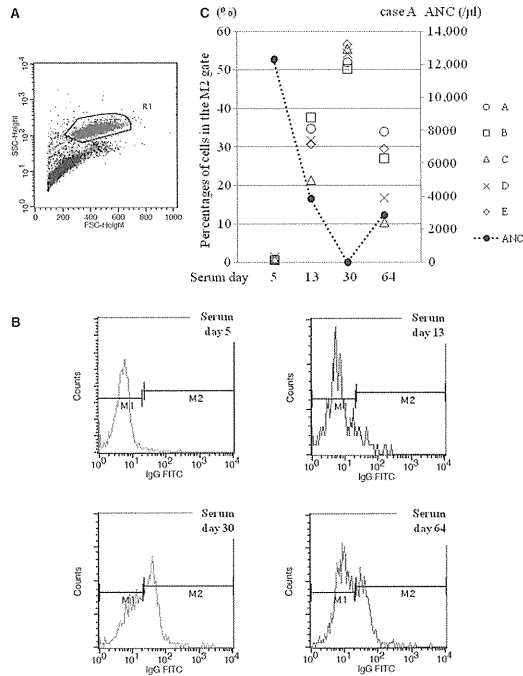 A
10^4
10^3
10^2
10^1
10^0
SSC-Height
R1
0 200 400 600 800 1000
FSC-Height
C (%) case A ANC (/μl)
60 14,000
50 12,000
40 10,000
30 8000
20 6000
10 4000
0 2000
0
Percentages of cells in the M2 gate
Serum day 5 13 30 64
A
B
C
D
E
ANC
B
Serum
day 5
Counts
M1 M2
10^0 10^1 10^2 10^3 10^4
IgG FITC
Serum
day 13
Counts
M1 M2
10^0 10^1 10^2 10^3 10^4
IgG FITC
Serum
day 30
Counts
M1 M2
10^0 10^1 10^2 10^3 10^4
IgG FITC
Serum
day 64
Counts
M1 M2
10^0 10^1 10^2 10^3 10^4
IgG FITC